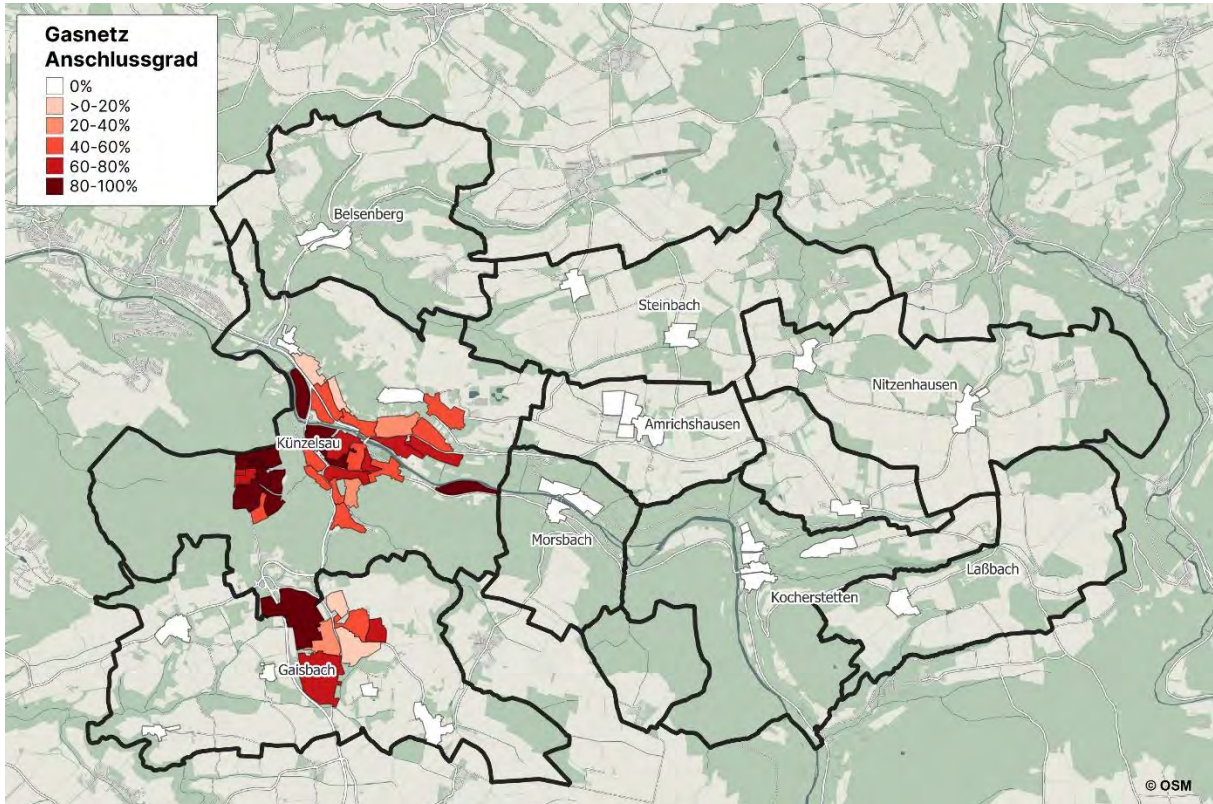 Gasnetz
Anschlussgrad
0%
>0-20%
20-40%
40-60%
60-80%
80-100%
Belsenberg
Steinbach
Nitzenhausen
Amrichshausen
Künzelsau
Morsbach
Laßbach
Kocherstetten
Gaisbach
© OSM